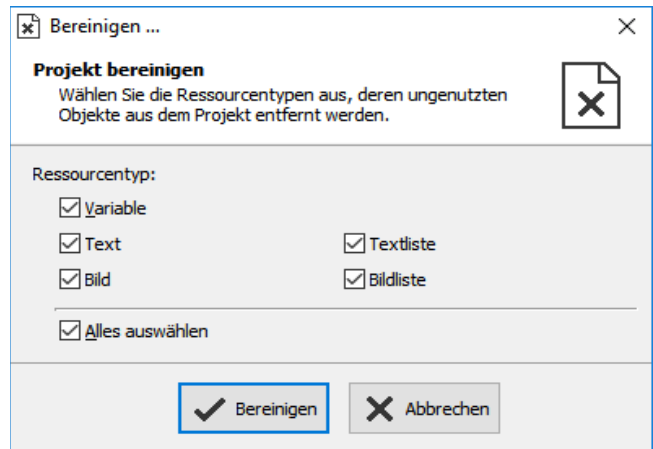 Bereinigen ...
Projekt bereinigen
Wählen Sie die Ressourcentypen aus, deren ungenutzten
Objekte aus dem Projekt entfernt werden.
Ressourcentyp:
Variable
Text
Textliste
Bild
Bildliste
Alles auswählen
Bereinigen
Abbrechen